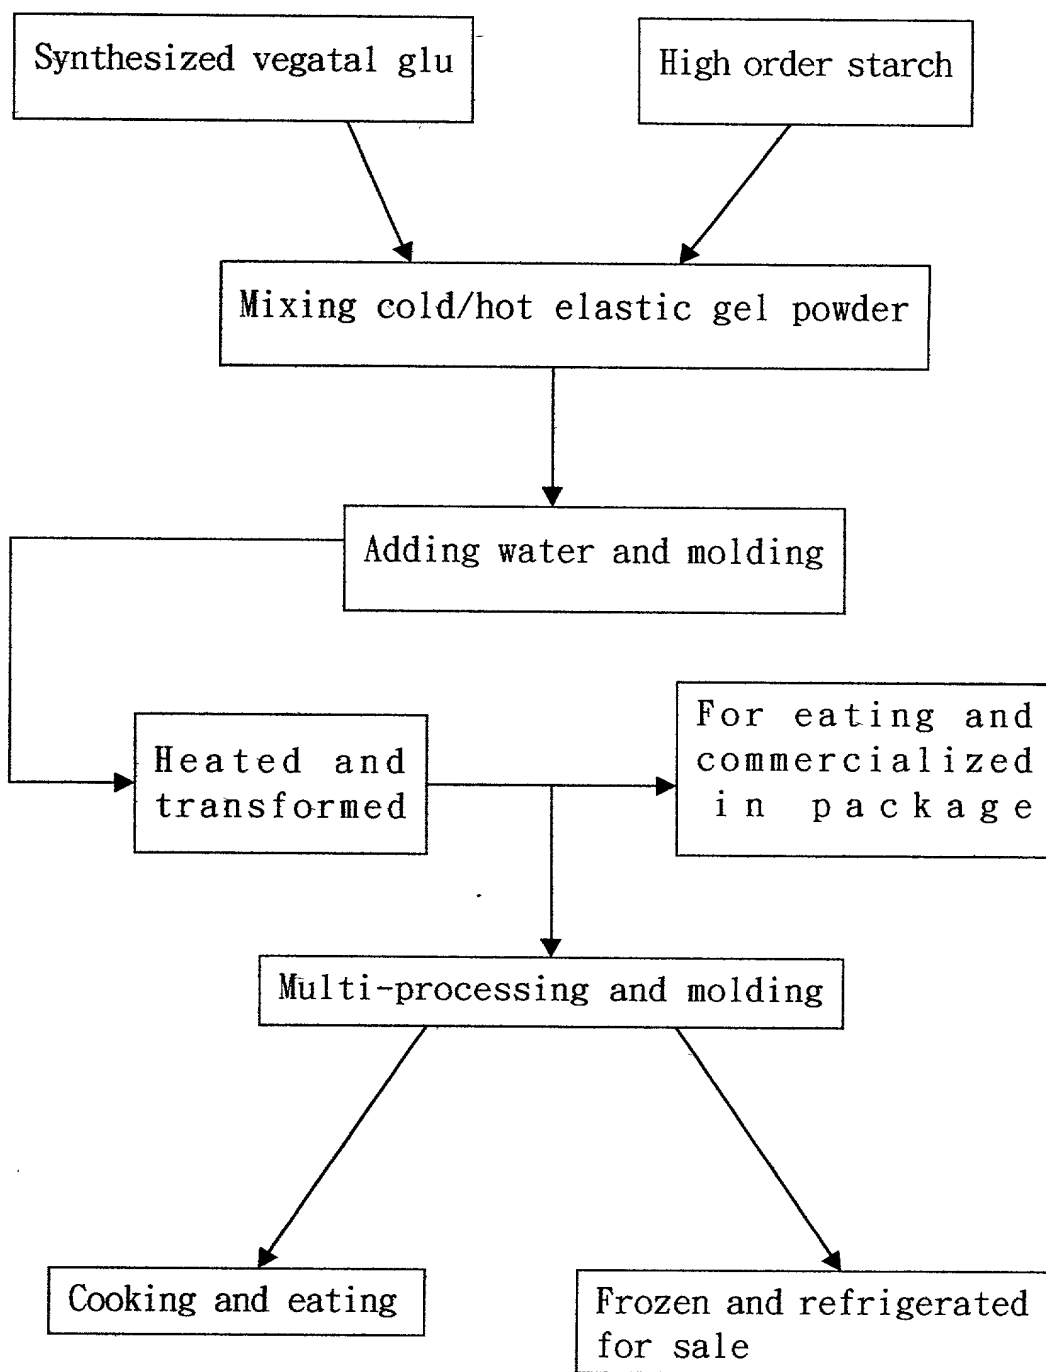 Synthesized vegatal glu
High order starch
Mixing cold/hot elastic gel powder
Adding water and molding
Heated and
transformed
For eating and
commercialized
in package
Multi-processing and molding
Cooking and eating
Frozen and refrigerated
for sale